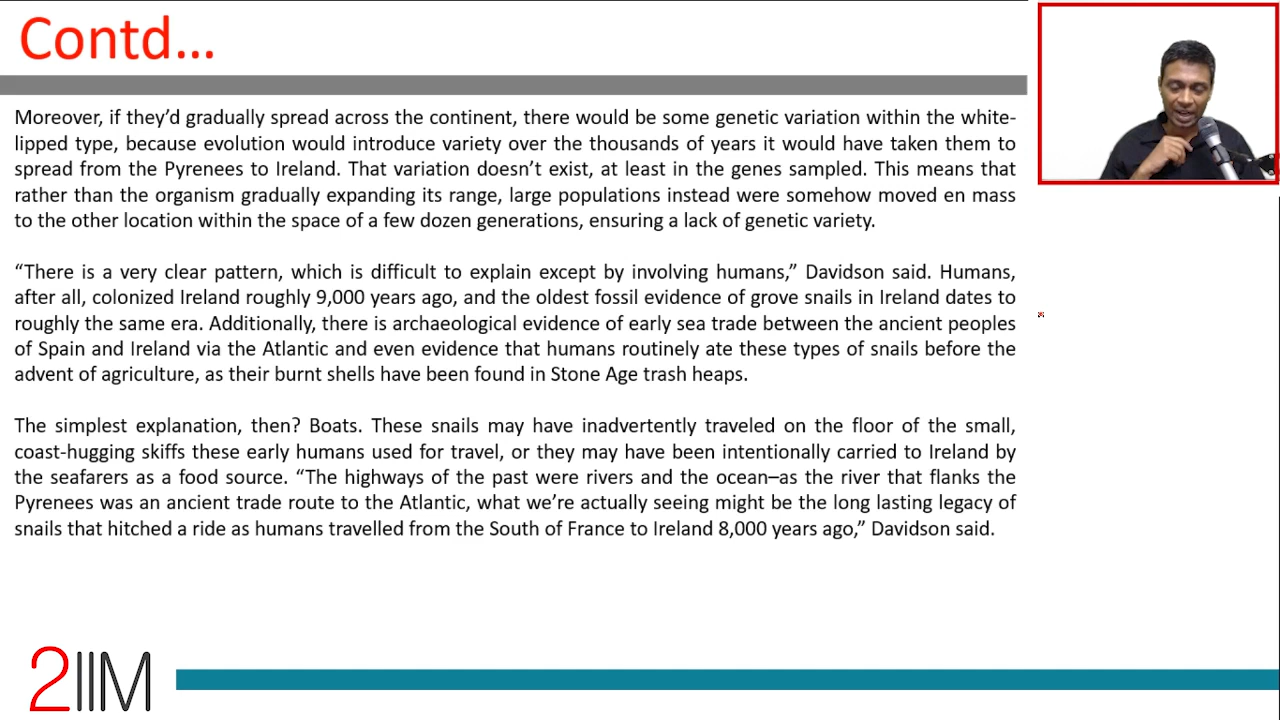 Contd...
Moreover, if they’d gradually spread across the continent, there would be some genetic variation within the white-
lipped type, because evolution would introduce variety over the thousands of years it would have taken them to
spread from the Pyrenees to Ireland. That variation doesn’t exist, at least in the genes sampled. This means that
rather than the organism gradually expanding its range, large populations instead were somehow moved en mass
to the other location within the space of a few dozen generations, ensuring a lack of genetic variety.
“There is a very clear pattern, which is difficult to explain except by involving humans,” Davidson said. Humans,
after all, colonized Ireland roughly 9,000 years ago, and the oldest fossil evidence of grove snails in Ireland dates to
roughly the same era. Additionally, there is archaeological evidence of early sea trade between the ancient peoples
of Spain and Ireland via the Atlantic and even evidence that humans routinely ate these types of snails before the
advent of agriculture, as their burnt shells have been found in Stone Age trash heaps.
The simplest explanation, then? Boats. These snails may have inadvertently traveled on the floor of the small,
coast-hugging skiffs these early humans used for travel, or they may have been intentionally carried to Ireland by
the seafarers as a food source. “The highways of the past were rivers and the ocean–as the river that flanks the
Pyrenees was an ancient trade route to the Atlantic, what we’re actually seeing might be the long lasting legacy of
snails that hitched a ride as humans travelled from the South of France to Ireland 8,000 years ago,” Davidson said.
2IIM